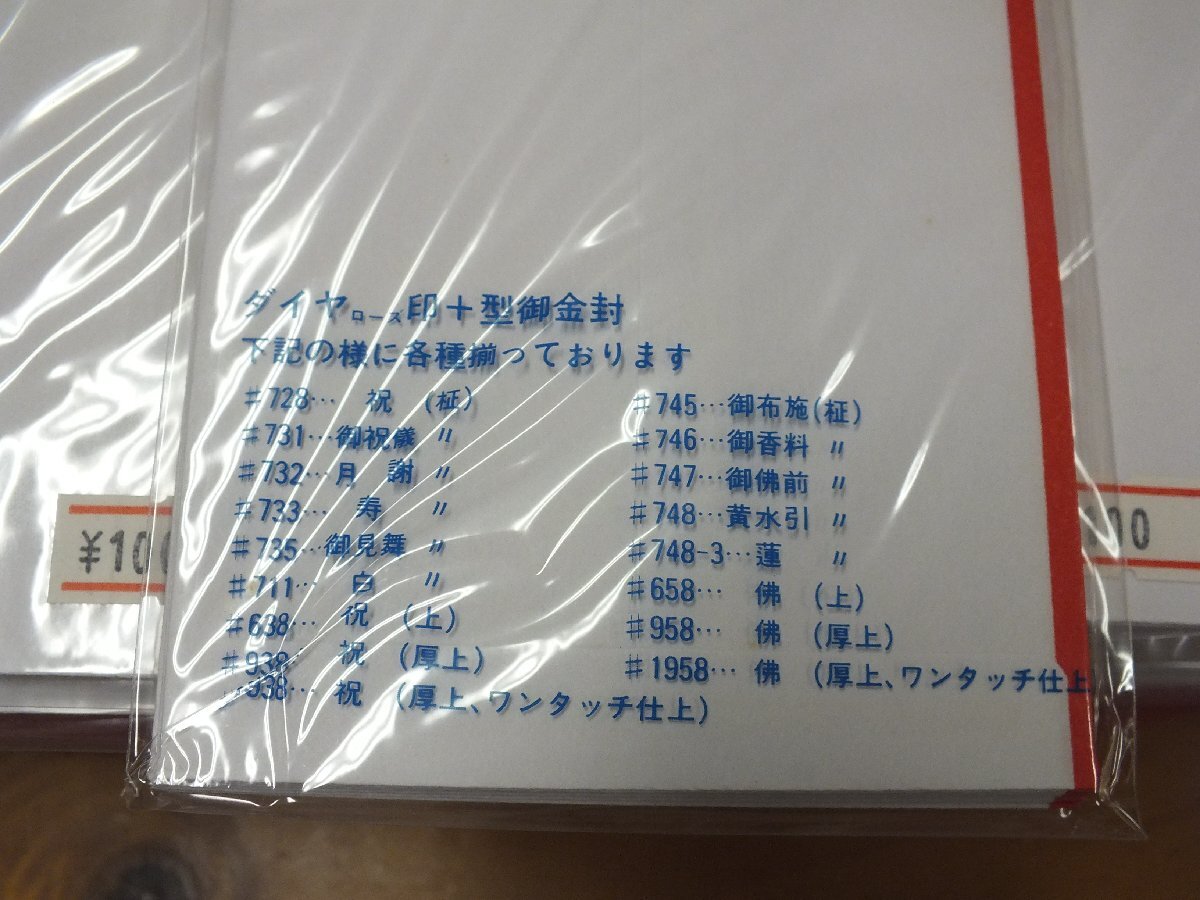 ダイヤローズ印＋型御金封
下記の様に各種揃っております
#728… 祝 (柾)
#731…御祝儀 〃
#732…月 謝 〃
#733… 寿 〃
#735…御見舞 〃
#711… 白 〃
#638… 祝 (上)
#938… 祝 (厚上)
938… 祝 (厚上、ワンタッチ仕上)
#745…御布施(柾)
#746…御香料 〃
#747…御佛前 〃
#748…黄水引 〃
#748-3…蓮 〃
#658… 佛 (上)
#958… 佛 (厚上)
#1958… 佛 (厚上、ワンタッチ仕上
¥100
100